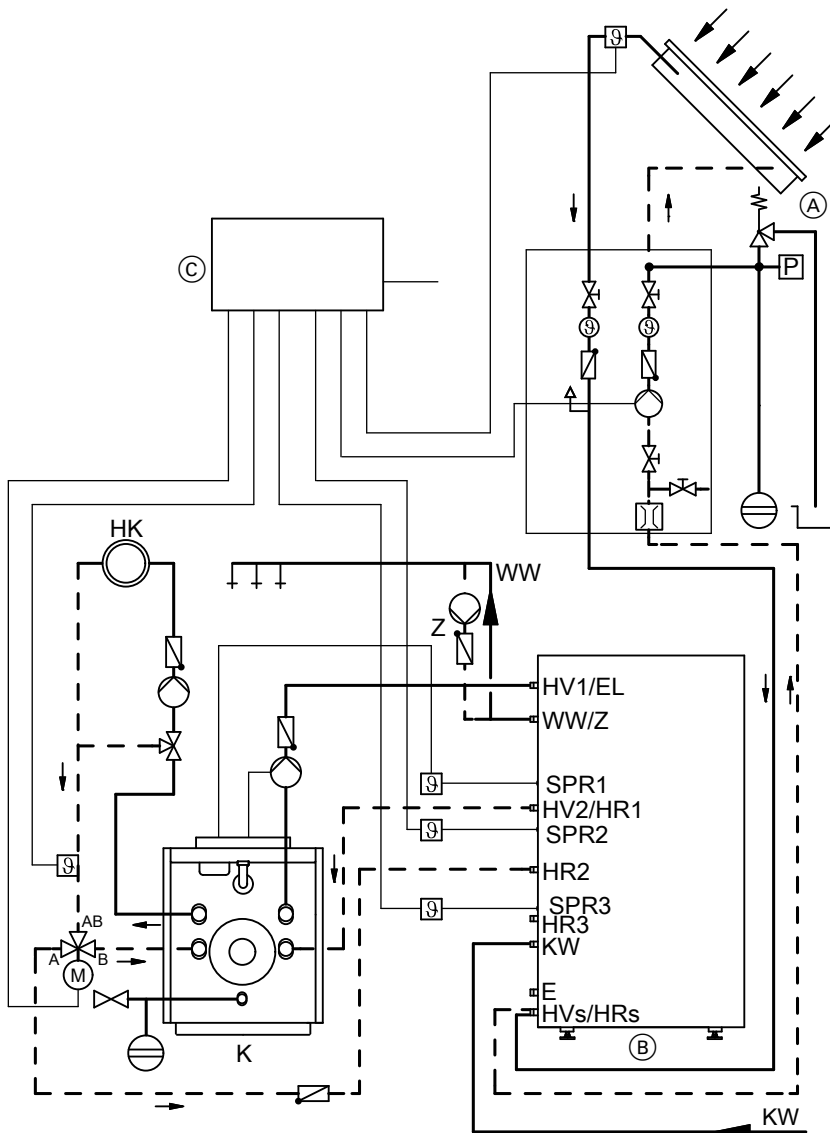 ϑ
A
C
P
ϑ
ϑ
HK
WW
Z
HV1/EL
WW/Z
SPR1
ϑ
HV2/HR1
SPR2
ϑ
HR2
ϑ
SPR3
ϑ
HR3
AB
KW
A
B
M
E
HVs/HRs
K
B
KW